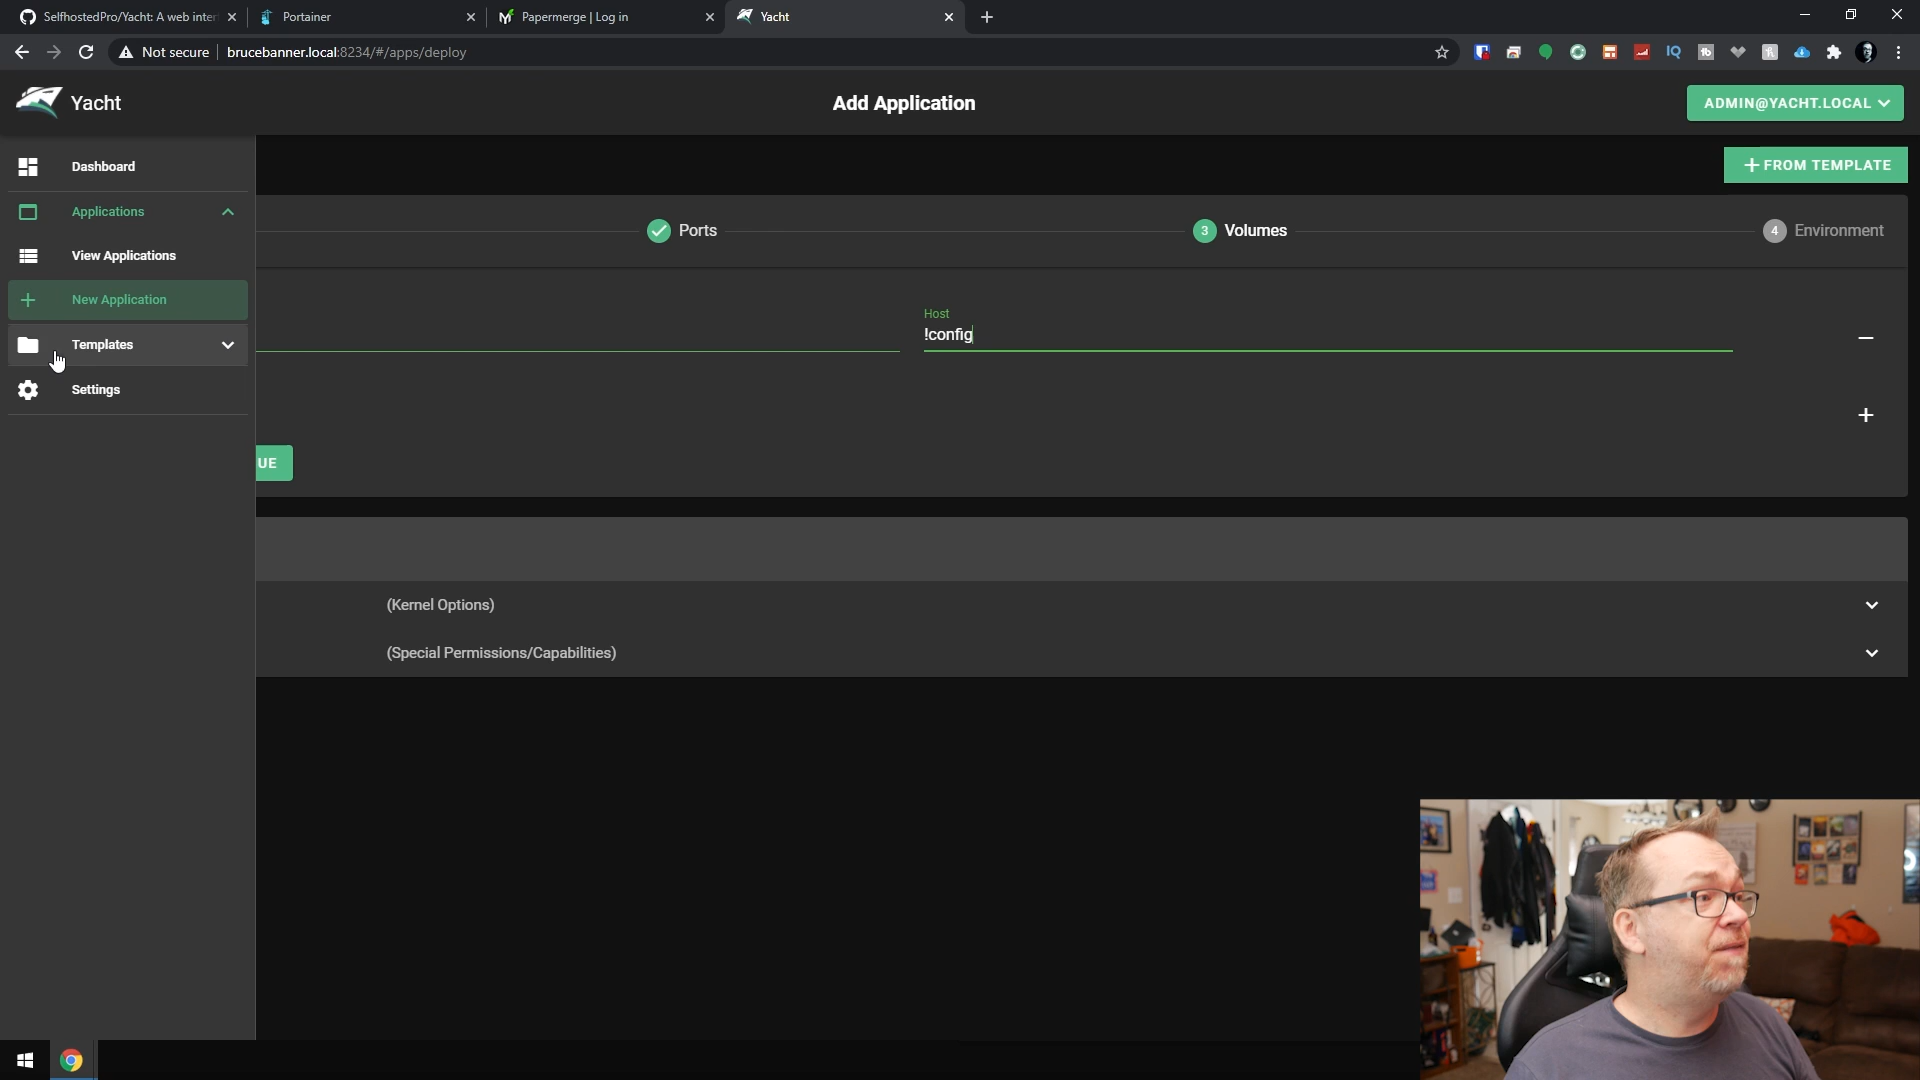 SelfhostedPro/Yacht: A web inter
Portainer
Papermerge | Log in
Yacht
Not secure
brucebanner.local:8234/#/apps/deploy
Yacht
Add Application
ADMIN@YACHT.LOCAL
Dashboard
Applications
View Applications
New Application
Templates
Settings
FROM TEMPLATE
Ports
3
Volumes
4
Environment
Host
!config
UE
(Kernel Options)
(Special Permissions/Capabilities)